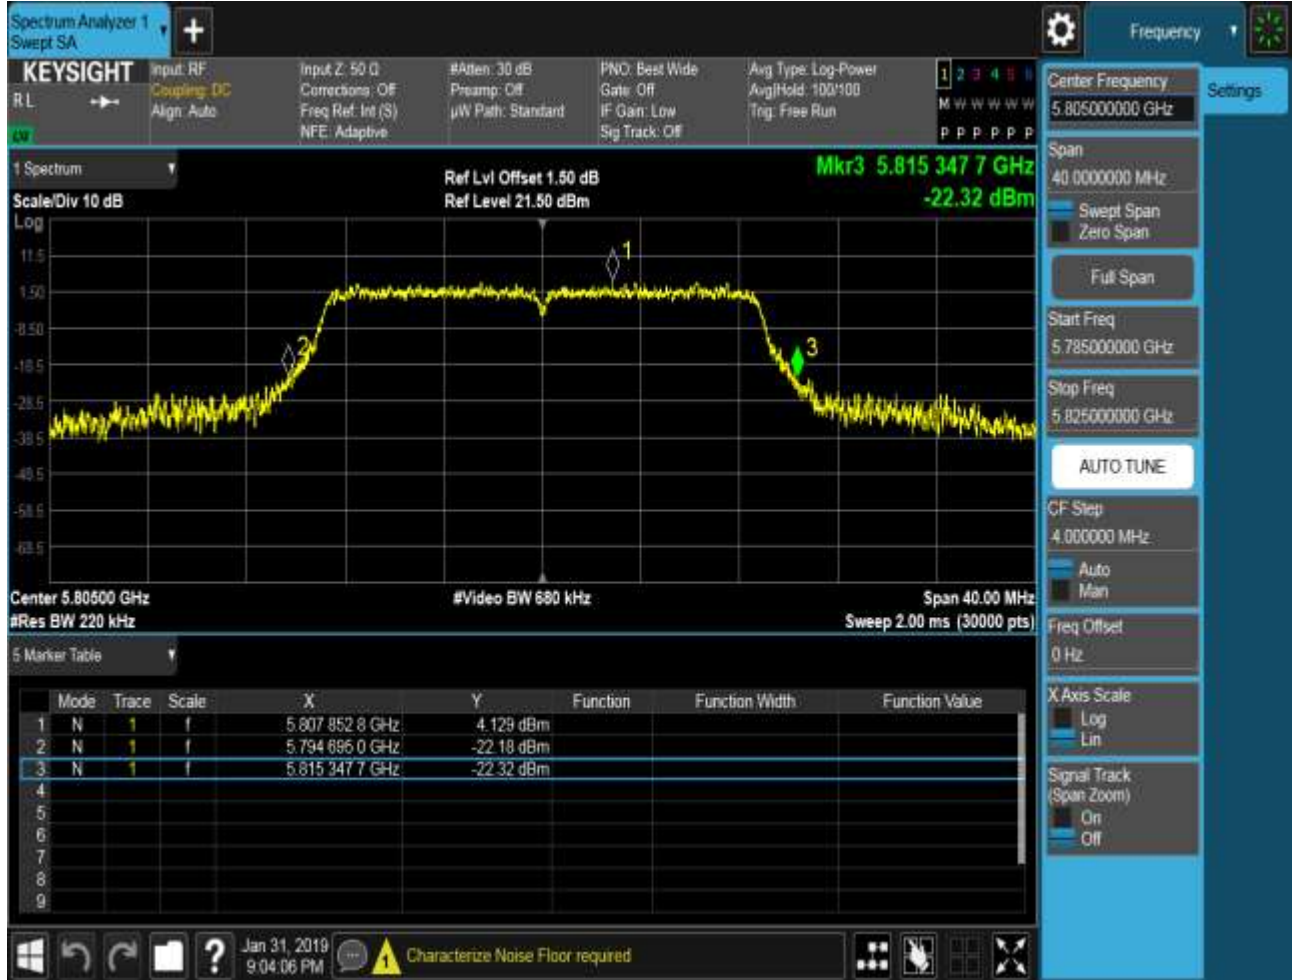 Spectrum Analyzer 1
Swept SA
+
Frequency
KEYSIGHT
R L
Input: RF
Coupling: DC
Align: Auto
Input Z: 50 Ω
Corrections: Off
Freq Ref: Int (S)
NFE: Adaptive
#Atten: 30 dB
Preamp: Off
µW Path: Standard
PNO: Best Wide
Gate: Off
IF Gain: Low
Sig Track: Off
Avg Type: Log-Power
Avg|Hold: 100/100
Trig: Free Run
1 2 3 4 5 6
M W W W W W
P P P P P P
1 Spectrum
Scale/Div 10 dB
Ref Lvl Offset 1.50 dB
Ref Level 21.50 dBm
Mkr3 5.815 347 7 GHz
-22.32 dBm
Log
11.5
1.50
-8.50
-18.5
-28.5
-38.5
-48.5
-58.5
-68.5
1
2
3
Center 5.80500 GHz
#Res BW 220 kHz
#Video BW 680 kHz
Span 40.00 MHz
Sweep 2.00 ms (30000 pts)
5 Marker Table
Mode Trace Scale X Y Function Function Width Function Value
1 N 1 f 5.807 852 8 GHz 4.129 dBm
2 N 1 f 5.794 695 0 GHz -22.18 dBm
3 N 1 f 5.815 347 7 GHz -22.32 dBm
4
5
6
7
8
9
Jan 31, 2019
9:04:06 PM
?
1
Characterize Noise Floor required
Center Frequency
5.805000000 GHz
Settings
Span
40.0000000 MHz
Swept Span
Zero Span
Full Span
Start Freq
5.785000000 GHz
Stop Freq
5.825000000 GHz
AUTO TUNE
CF Step
4.000000 MHz
Auto
Man
Freq Offset
0 Hz
X Axis Scale
Log
Lin
Signal Track
(Span Zoom)
On
Off